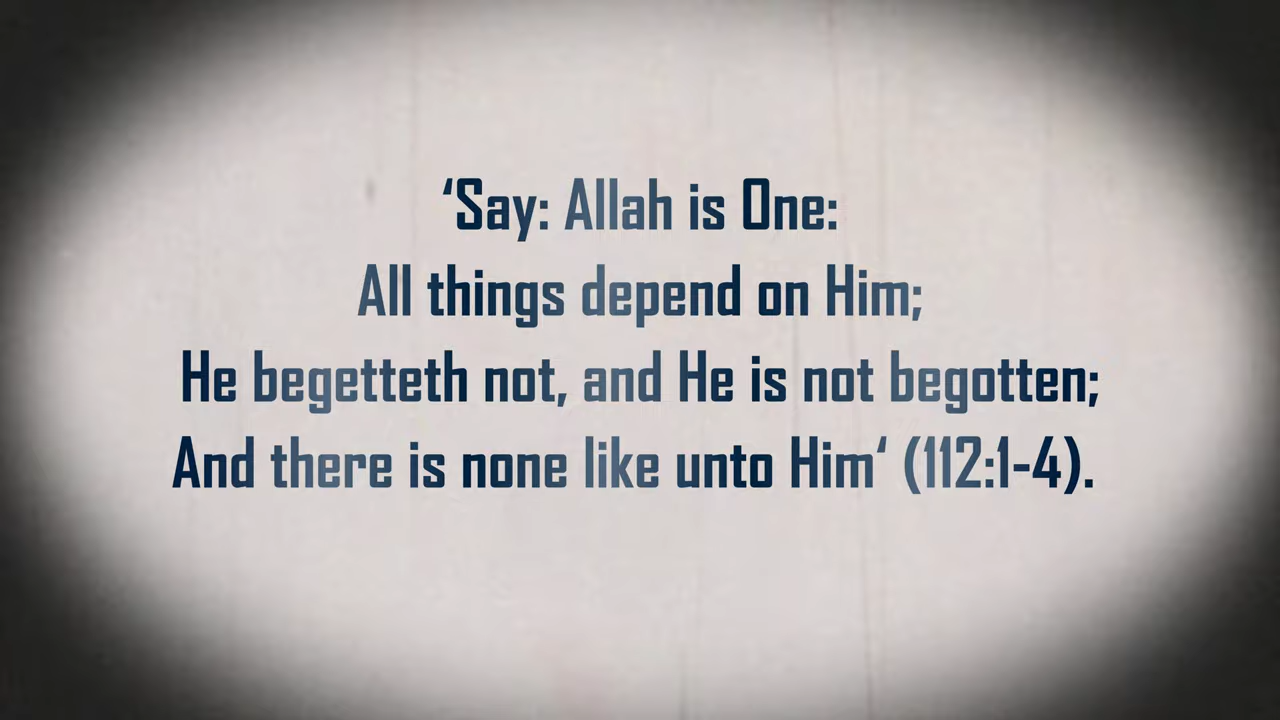 ‘Say: Allah is One:
All things depend on Him;
He begetteth not, and He is not begotten;
And there is none like unto Him‘ (112:1-4).